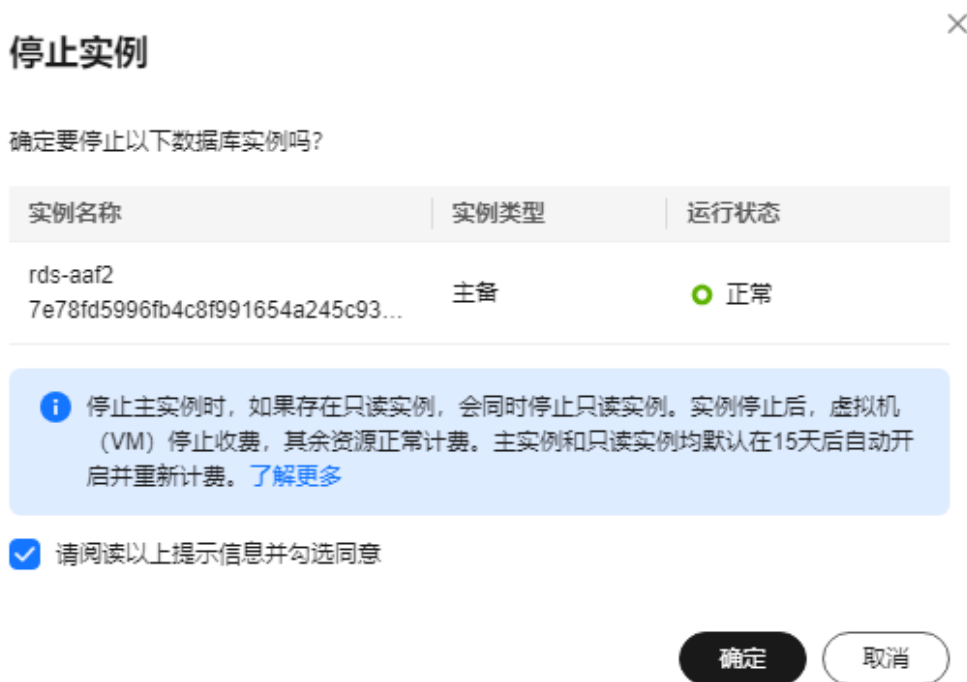 停止实例
确定要停止以下数据库实例吗？
实例名称 实例类型 运行状态
rds-aaf2
7e78fd5996fb4c8f991654a245c93...
主备 正常
停止主实例时，如果存在只读实例，会同时停止只读实例。实例停止后，虚拟机
（VM）停止收费，其余资源正常计费。主实例和只读实例均默认在15天后自动开
启并重新计费。了解更多
请阅读以上提示信息并勾选同意
确定 取消